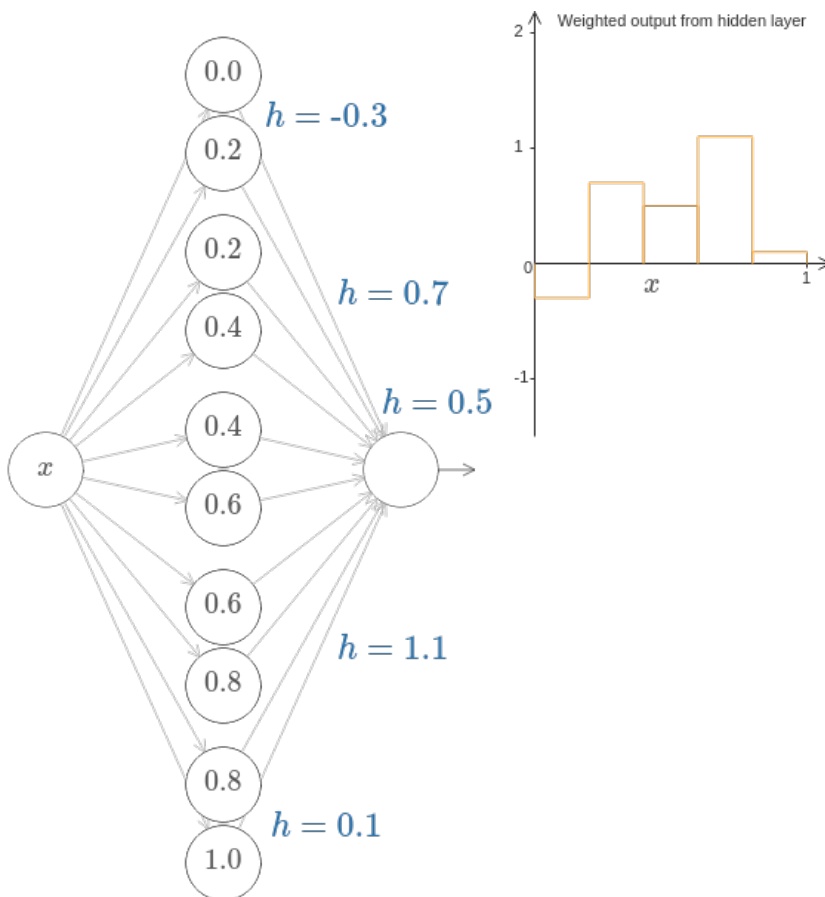 0.0
h = -0.3
0.2
0.2
h = 0.7
0.4
h = 0.5
0.4
x
0.6
0.6
h = 1.1
0.8
0.8
h = 0.1
1.0
Weighted output from hidden layer
2
1
0
x
1
-1